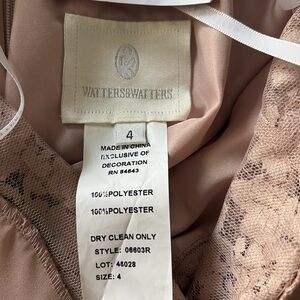 WATTERS&WATTERS
4
MADE IN CHINA
EXCLUSIVE OF
DECORATION
RN 84643
100%POLYESTER
100%POLYESTER
DRY CLEAN ONLY
STYLE: 06603R
LOT: 46028
SIZE: 4